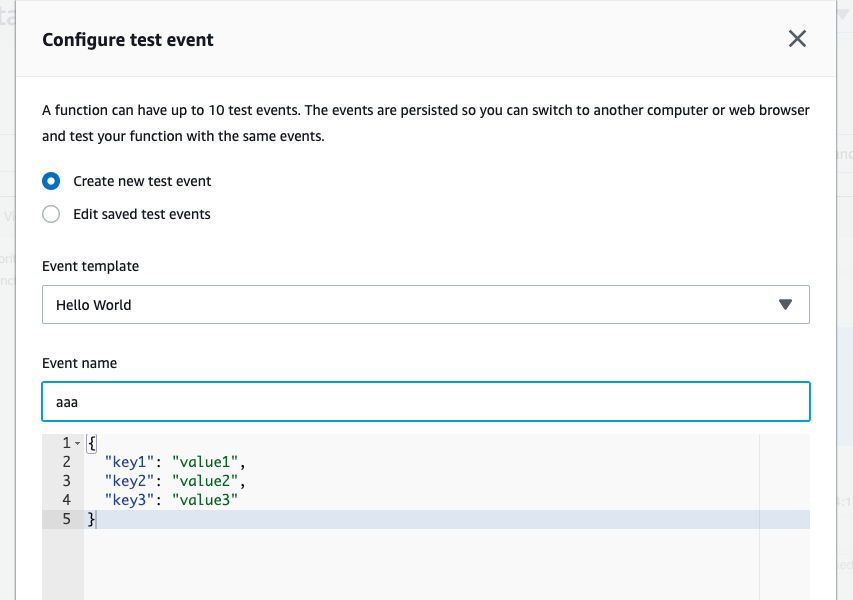 Configure test event
A function can have up to 10 test events. The events are persisted so you can switch to another computer or web browser
and test your function with the same events.
Create new test event
Edit saved test events
Event template
Hello World
Event name
aaa
1 {
2 "key1": "value1",
3 "key2": "value2",
4 "key3": "value3"
5 }